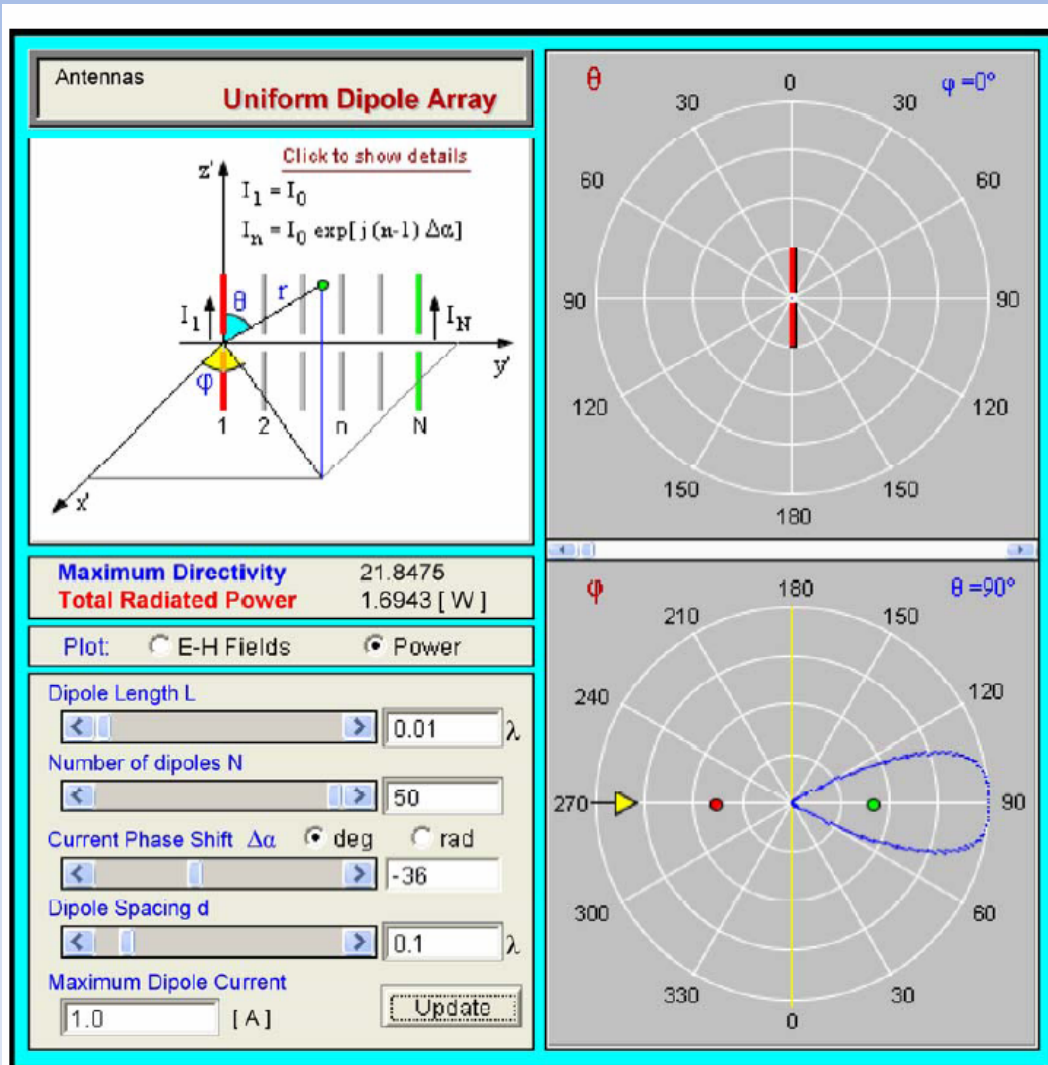 Antennas
Uniform Dipole Array
Click to show details
z'
I₁ = I₀
Iₙ = I₀ exp[j(n-1) Δα]
θ
r
I₁
I_N
y'
φ
1 2 n N
x'
Maximum Directivity 21.8475
Total Radiated Power 1.6943 [ W ]
Plot: E-H Fields Power
Dipole Length L
0.01 λ
Number of dipoles N
50
Current Phase Shift Δα deg rad
-36
Dipole Spacing d
0.1 λ
Maximum Dipole Current
1.0 [ A ] Update
θ 0 φ =0°
30 30
60 60
90 90
120 120
150 150
180
φ 180 θ =90°
210 150
240 120
270 90
300 60
330 30
0